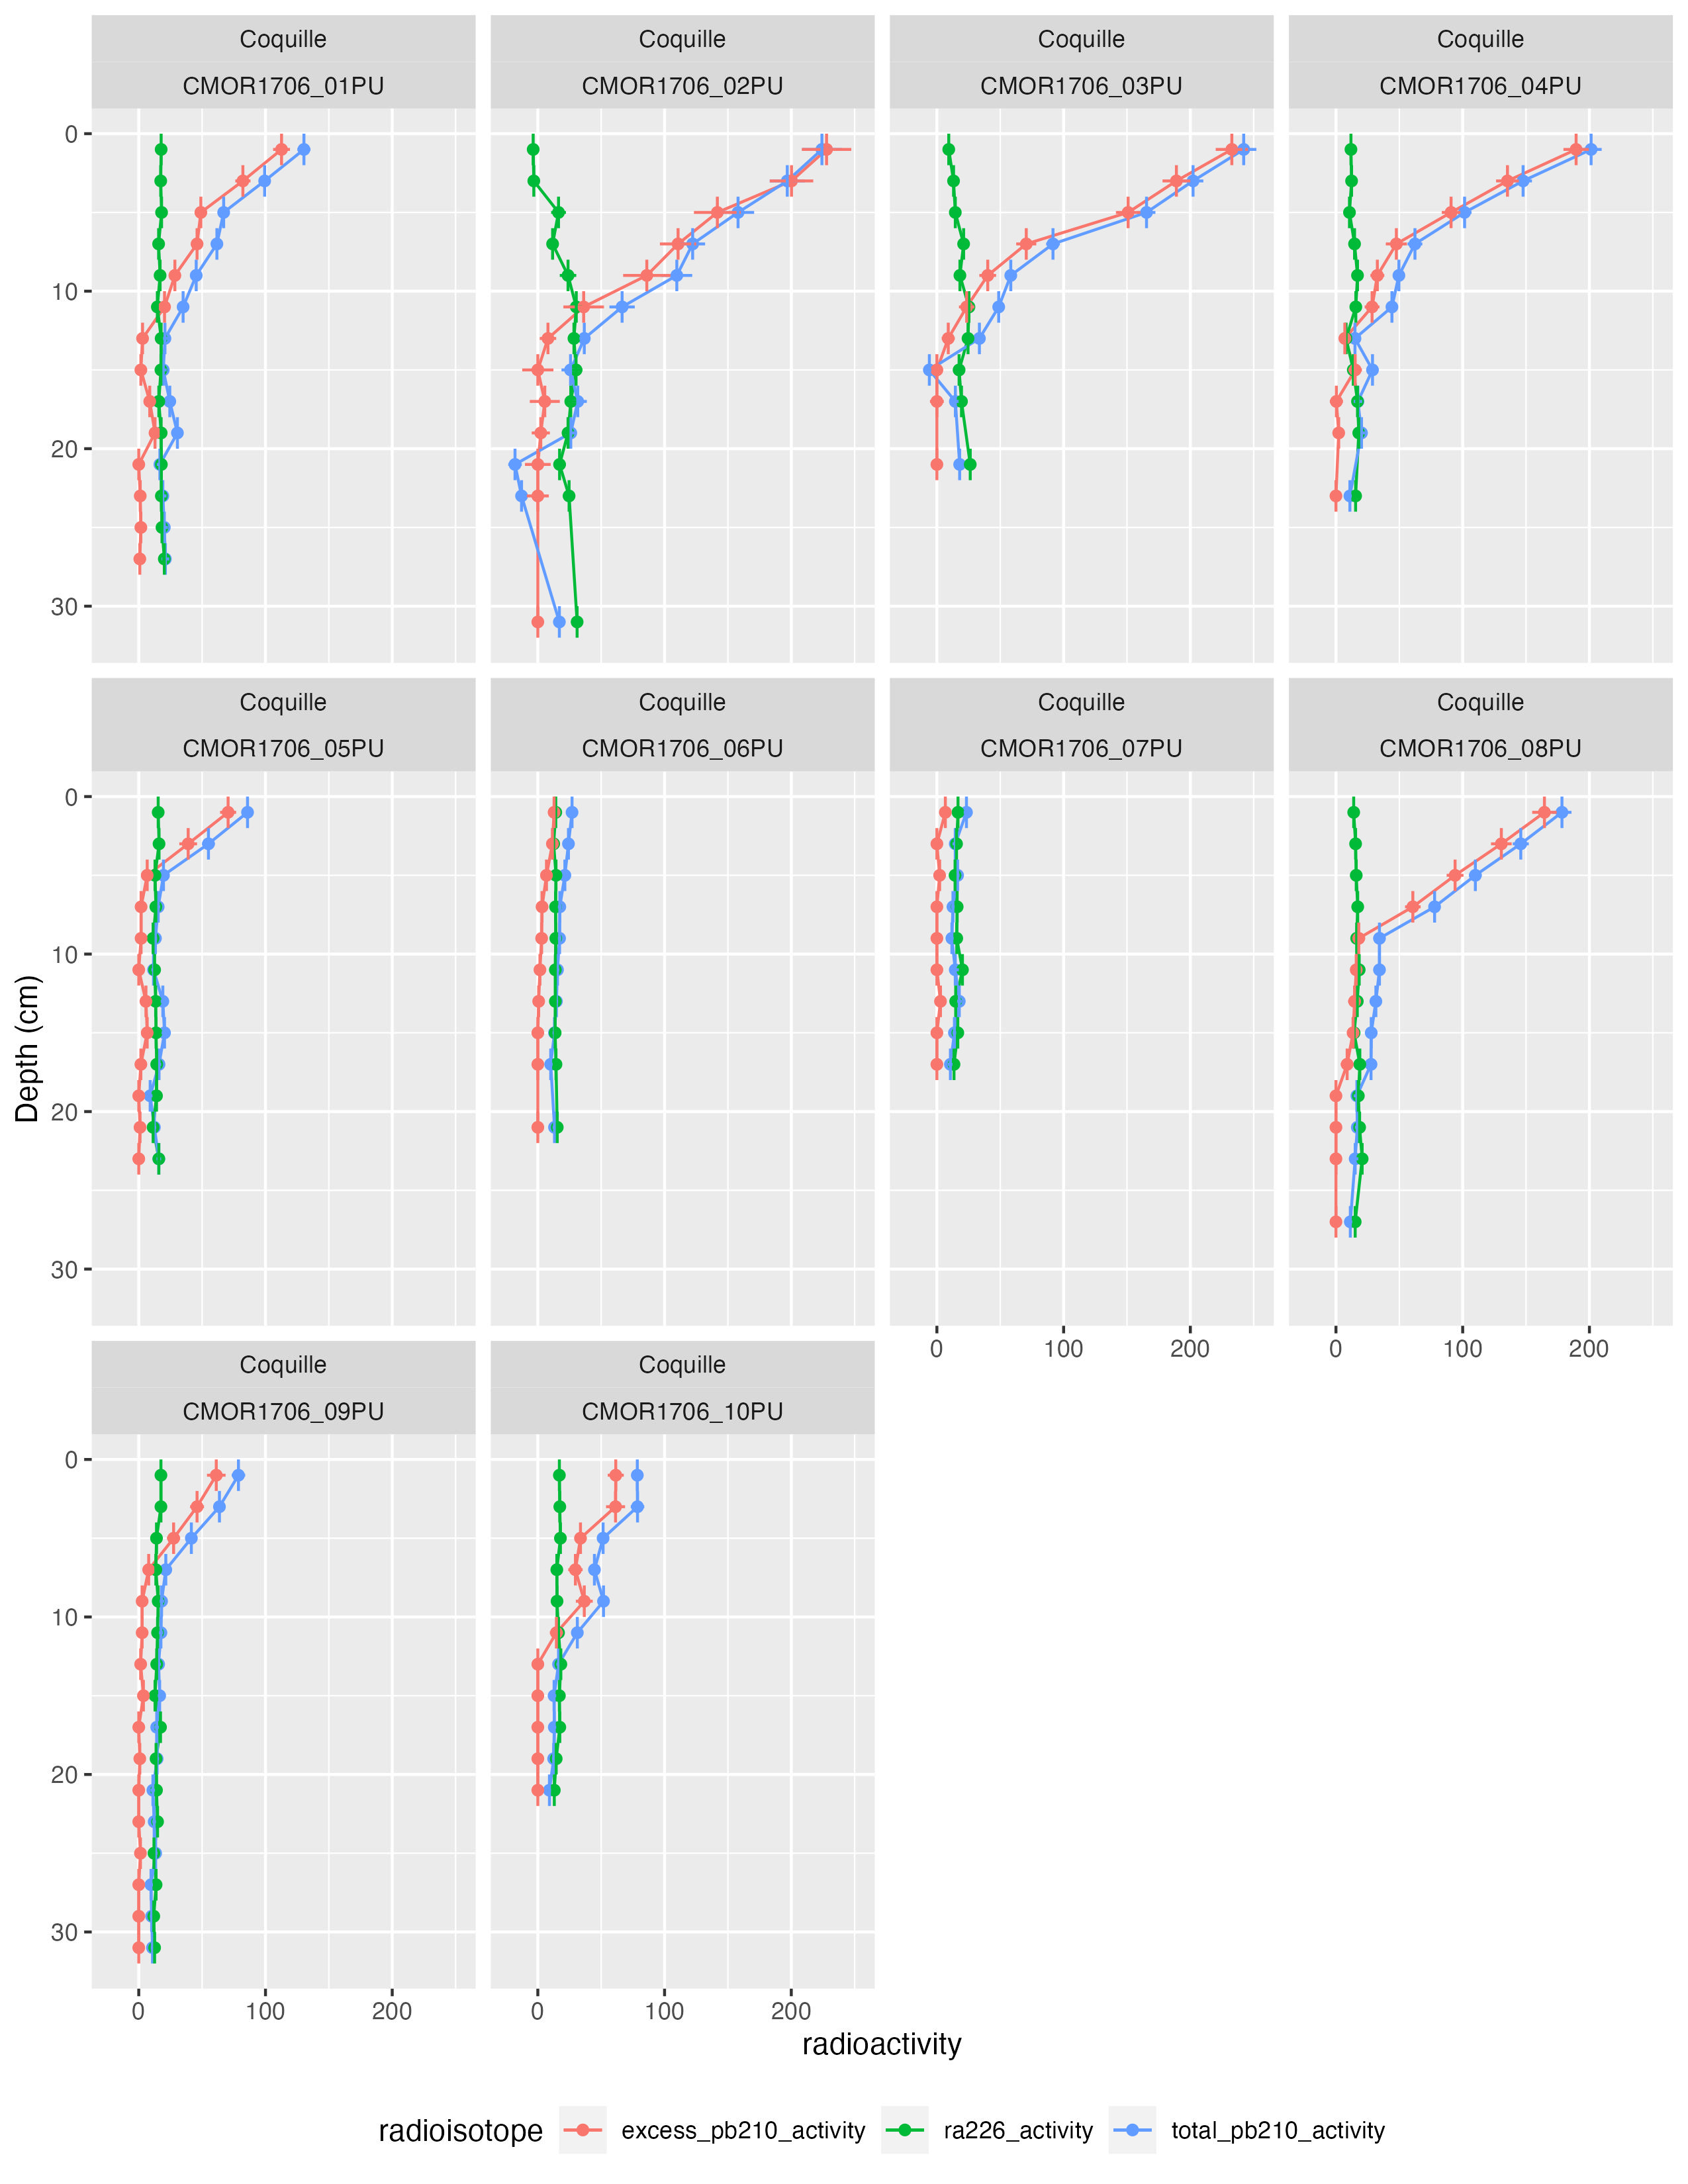 Coquille Coquille Coquille Coquille
CMOR1706_01PU CMOR1706_02PU CMOR1706_03PU CMOR1706_04PU
0
10
20
30
Coquille Coquille Coquille Coquille
CMOR1706_05PU CMOR1706_06PU CMOR1706_07PU CMOR1706_08PU
0
10
20
30
Depth (cm)
0 100 200 0 100 200
Coquille Coquille
CMOR1706_09PU CMOR1706_10PU
0
10
20
30
0 100 200 0 100 200
radioactivity
radioisotope excess_pb210_activity ra226_activity total_pb210_activity